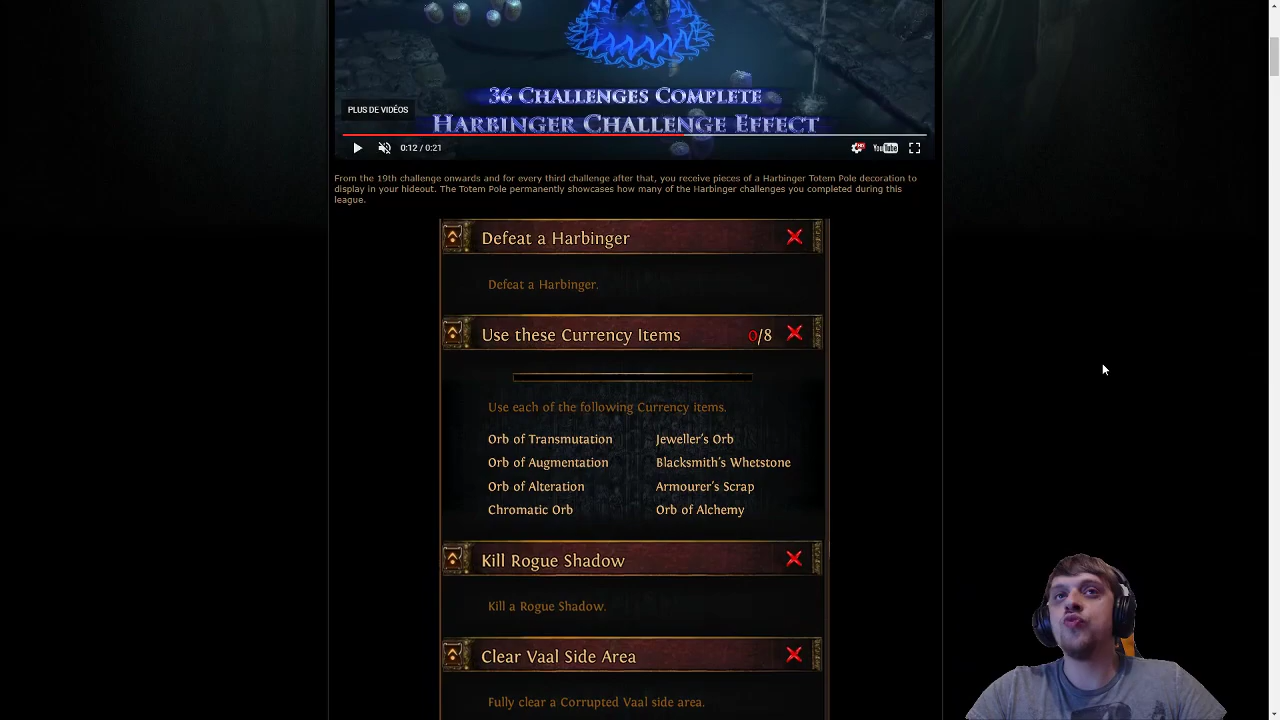 36 Challenges Complete
PLUS DE VIDÉOS
Harbinger Challenge Effect
0:12 / 0:21
HD
YouTube
From the 19th challenge onwards and for every third challenge after that, you receive pieces of a Harbinger Totem Pole decoration to
display in your hideout. The Totem Pole permanently showcases how many of the Harbinger challenges you completed during this
league.
Defeat a Harbinger
Defeat a Harbinger.
Use these Currency Items 0/8
Use each of the following Currency items.
Orb of Transmutation Jeweller's Orb
Orb of Augmentation Blacksmith's Whetstone
Orb of Alteration Armourer's Scrap
Chromatic Orb Orb of Alchemy
Kill Rogue Shadow
Kill a Rogue Shadow.
Clear Vaal Side Area
Fully clear a Corrupted Vaal side area.